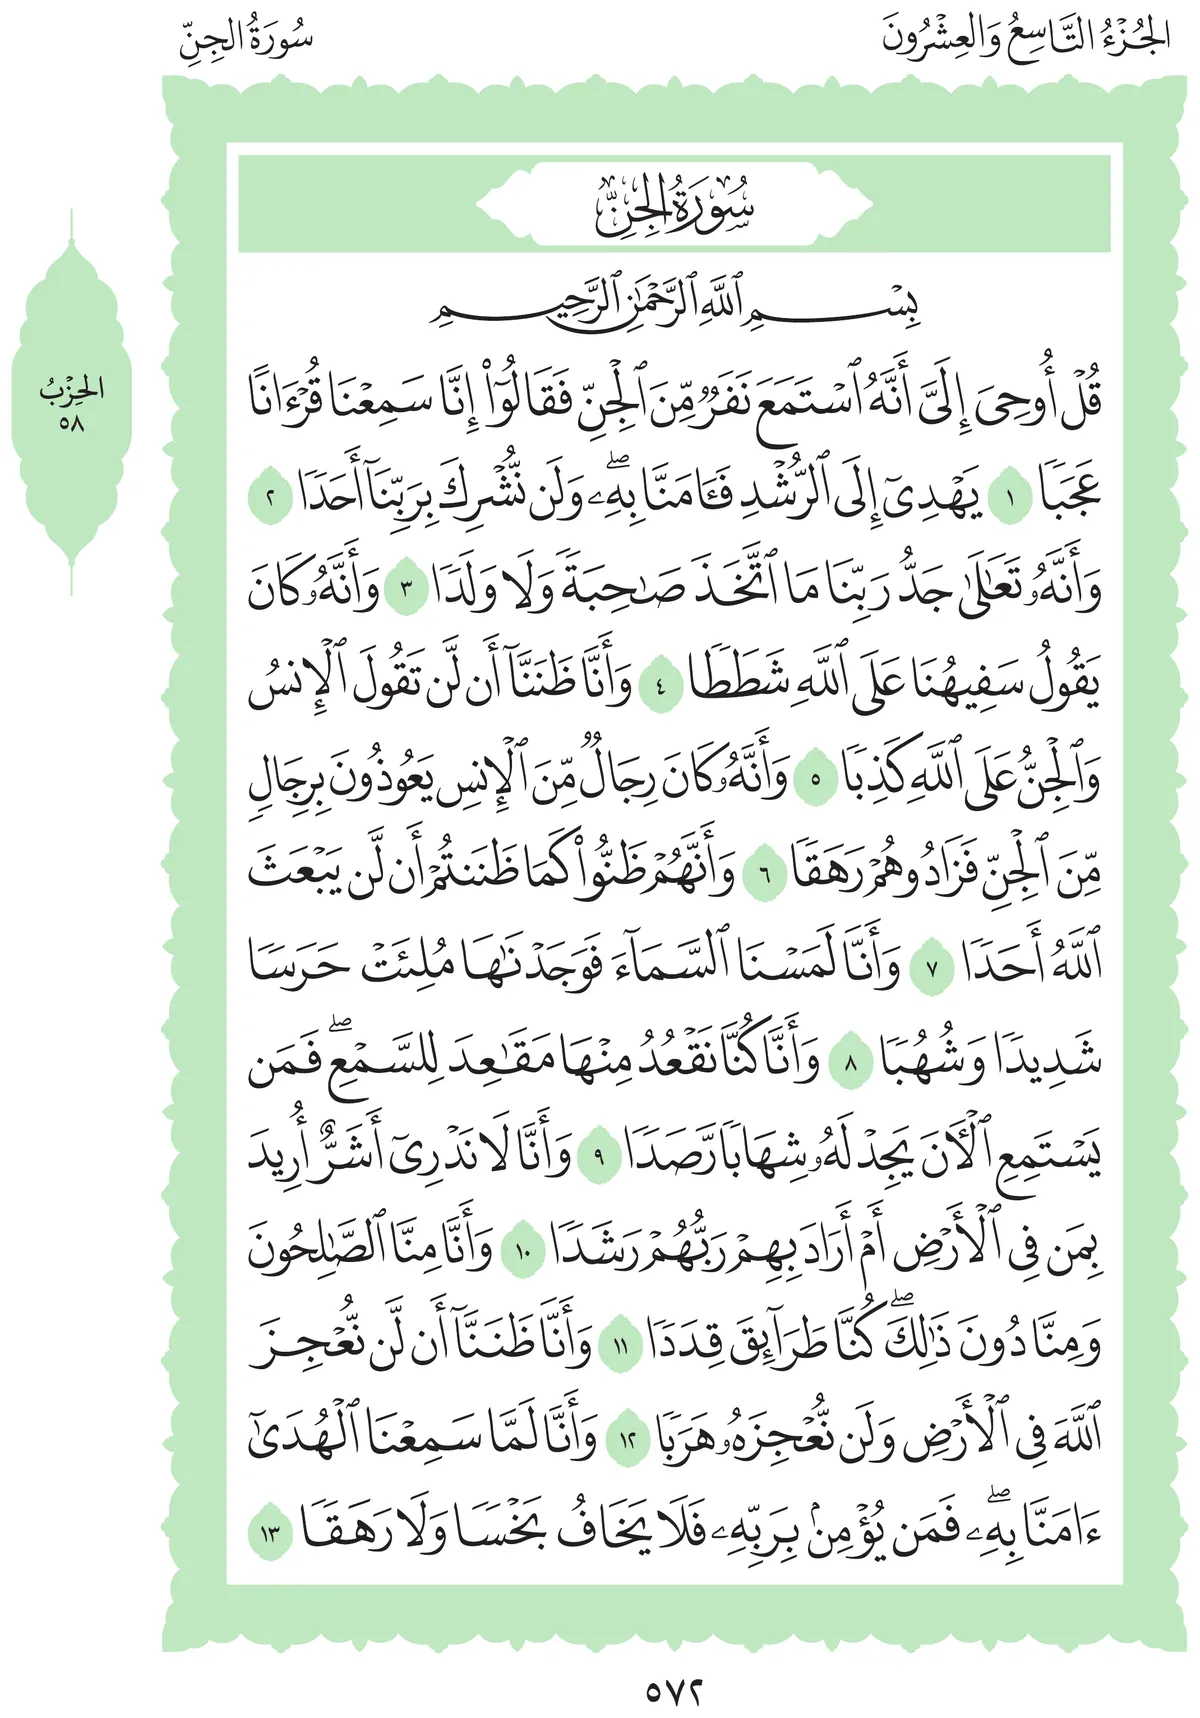 الجُزْءُ التَّاسِعُ وَالعِشْرُونَ
سُورَةُ الجِنِّ
سُورَةُ الجِنِّ
بِسْمِ ٱللَّهِ ٱلرَّحْمَٰنِ ٱلرَّحِيمِ
قُلْ أُوحِىَ إِلَىَّ أَنَّهُ ٱسْتَمَعَ نَفَرٌ مِّنَ ٱلْجِنِّ فَقَالُوٓا۟ إِنَّا سَمِعْنَا قُرْءَانًا
عَجَبًا ١ يَهْدِىٓ إِلَى ٱلرُّشْدِ فَـَٔامَنَّا بِهِۦۖ وَلَن نُّشْرِكَ بِرَبِّنَآ أَحَدًا ٢
وَأَنَّهُۥ تَعَٰلَىٰ جَدُّ رَبِّنَا مَا ٱتَّخَذَ صَٰحِبَةً وَلَا وَلَدًا ٣ وَأَنَّهُۥ كَانَ
يَقُولُ سَفِيهُنَا عَلَى ٱللَّهِ شَطَطًا ٤ وَأَنَّا ظَنَنَّآ أَن لَّن تَقُولَ ٱلْإِنسُ
وَٱلْجِنُّ عَلَى ٱللَّهِ كَذِبًا ٥ وَأَنَّهُۥ كَانَ رِجَالٌ مِّنَ ٱلْإِنسِ يَعُوذُونَ بِرِجَالٍ
مِّنَ ٱلْجِنِّ فَزَادُوهُمْ رَهَقًا ٦ وَأَنَّهُمْ ظَنُّوا۟ كَمَا ظَنَنتُمْ أَن لَّن يَبْعَثَ
ٱللَّهُ أَحَدًا ٧ وَأَنَّا لَمَسْنَا ٱلسَّمَآءَ فَوَجَدْنَٰهَا مُلِئَتْ حَرَسًا
شَدِيدًا وَشُهُبًا ٨ وَأَنَّا كُنَّا نَقْعُدُ مِنْهَا مَقَٰعِدَ لِلسَّمْعِۖ فَمَن
يَسْتَمِعِ ٱلْـَٔانَ يَجِدْ لَهُۥ شِهَابًا رَّصَدًا ٩ وَأَنَّا لَا نَدْرِىٓ أَشَرٌّ أُرِيدَ
بِمَن فِى ٱلْأَرْضِ أَمْ أَرَادَ بِهِمْ رَبُّهُمْ رَشَدًا ١٠ وَأَنَّا مِنَّا ٱلصَّٰلِحُونَ
وَمِنَّا دُونَ ذَٰلِكَۖ كُنَّا طَرَآئِقَ قِدَدًا ١١ وَأَنَّا ظَنَنَّآ أَن لَّن نُّعْجِزَ
ٱللَّهَ فِى ٱلْأَرْضِ وَلَن نُّعْجِزَهُۥ هَرَبًا ١٢ وَأَنَّا لَمَّا سَمِعْنَا ٱلْهُدَىٰٓ
ءَامَنَّا بِهِۦۖ فَمَن يُؤْمِنۢ بِرَبِّهِۦ فَلَا يَخَافُ بَخْسًا وَلَا رَهَقًا ١٣
الحِزْبُ
٥٨
٥٧٢